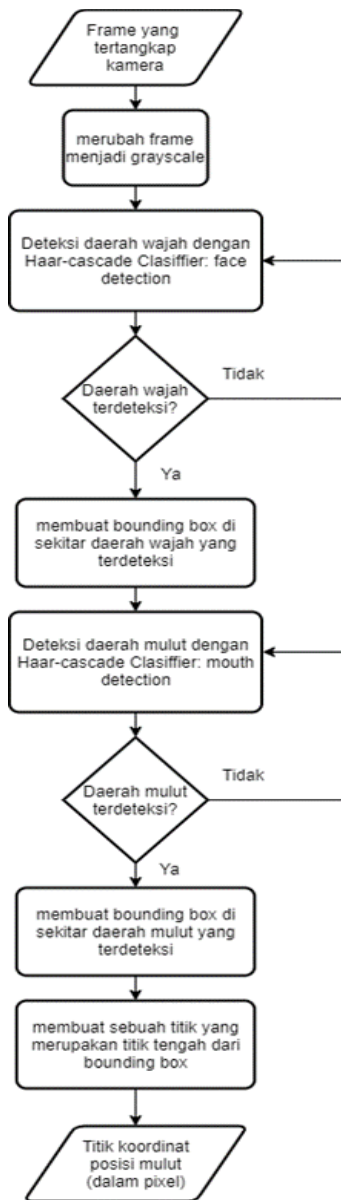 Frame yang
tertangkap
kamera
merubah frame
menjadi grayscale
Deteksi daerah wajah dengan
Haar-cascade Clasiffier: face
detection
Daerah wajah
terdeteksi?
Tidak
Ya
membuat bounding box di
sekitar daerah wajah yang
terdeteksi
Deteksi daerah mulut dengan
Haar-cascade Clasiffier: mouth
detection
Daerah mulut
terdeteksi?
Tidak
Ya
membuat bounding box di
sekitar daerah mulut yang
terdeteksi
membuat sebuah titik yang
merupakan titik tengah dari
bounding box
Titik koordinat
posisi mulut
(dalam pixel)